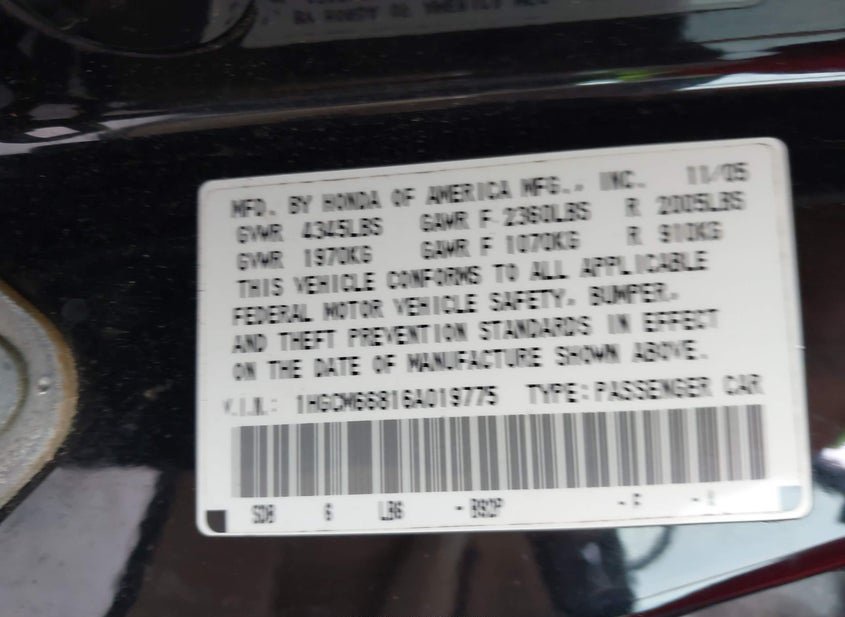 MFD. BY HONDA OF AMERICA MFG., INC. 11/05
GVWR 4345LBS GAWR F 2360LBS R 2005LBS
GVWR 1970KG GAWR F 1070KG R 910KG
THIS VEHICLE CONFORMS TO ALL APPLICABLE
FEDERAL MOTOR VEHICLE SAFETY, BUMPER,
AND THEFT PREVENTION STANDARDS IN EFFECT
ON THE DATE OF MANUFACTURE SHOWN ABOVE.
V.I.N.: 1HGCM66816A019775 TYPE:PASSENGER CAR
SDB 6 - B92P - F